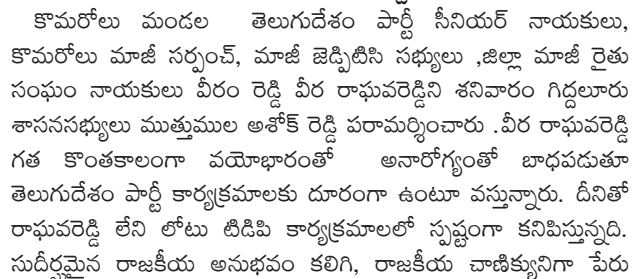 కొమరోలు మండల తెలుగుదేశం పార్టీ సీనియర్ నాయకులు,
కొమరోలు మాజీ సర్పంచ్, మాజీ జెడ్పిటిసి సభ్యులు ,జిల్లా మాజీ రైతు
సంఘం నాయకులు వీరం రెడ్డి వీర రాఘవరెడ్డిని శనివారం గిద్దలూరు
శాసనసభ్యులు ముత్తుముల అశోక్ రెడ్డి పరామర్శించారు .వీర రాఘవరెడ్డి
గత కొంతకాలంగా వయోభారంతో అనారోగ్యంతో బాధపడుతూ
తెలుగుదేశం పార్టీ కార్యక్రమాలకు దూరంగా ఉంటూ వస్తున్నారు. దీనితో
రాఘవరెడ్డి లేని లోటు టిడిపి కార్యక్రమాలలో స్పష్టంగా కనిపిస్తున్నది.
సుదీర్ఘమైన రాజకీయ అనుభవం కలిగి, రాజకీయ చాణిక్యునిగా పేరు